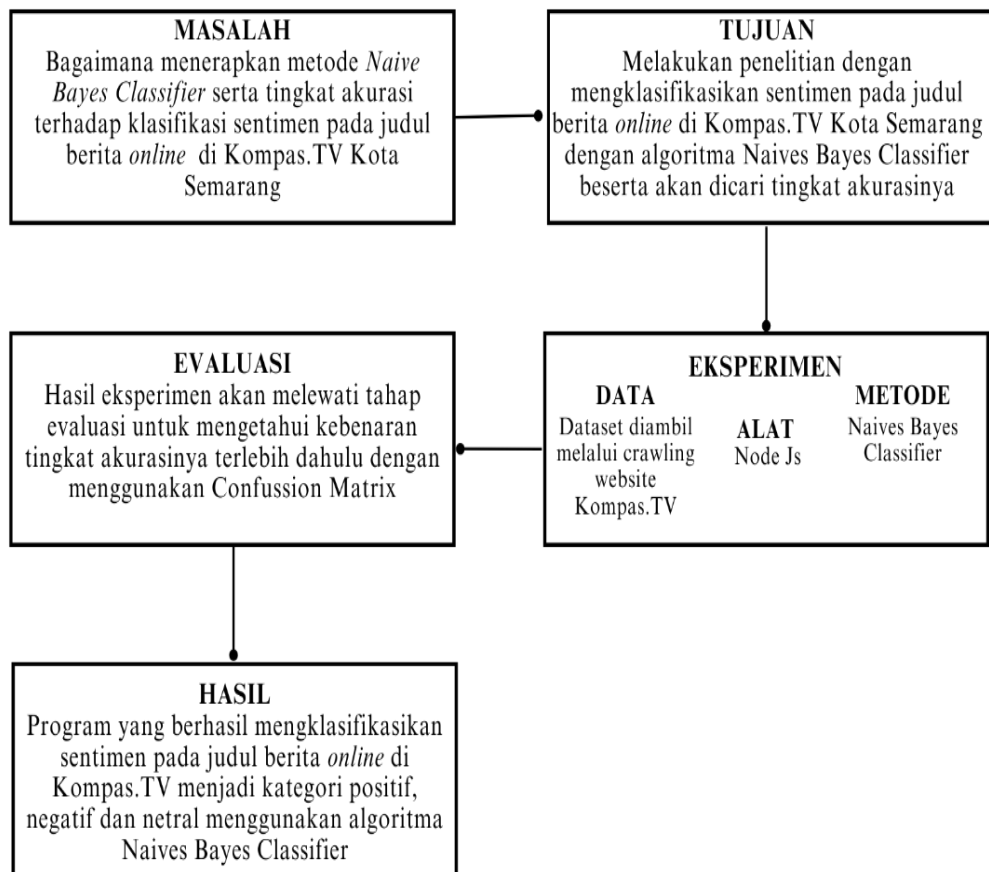 MASALAH
Bagaimana menerapkan metode Naive
Bayes Classifier serta tingkat akurasi
terhadap klasifikasi sentimen pada judul
berita online di Kompas.TV Kota
Semarang
TUJUAN
Melakukan penelitian dengan
mengklasifikasikan sentimen pada judul
berita online di Kompas.TV Kota Semarang
dengan algoritma Naives Bayes Classifier
beserta akan dicari tingkat akurasinya
EKSPERIMEN
DATA
Dataset diambil
melalui crawling
website
Kompas.TV
ALAT
Node Js
METODE
Naives Bayes
Classifier
EVALUASI
Hasil eksperimen akan melewati tahap
evaluasi untuk mengetahui kebenaran
tingkat akurasinya terlebih dahulu dengan
menggunakan Confussion Matrix
HASIL
Program yang berhasil mengklasifikasikan
sentimen pada judul berita online di
Kompas.TV menjadi kategori positif,
negatif dan netral menggunakan algoritma
Naives Bayes Classifier